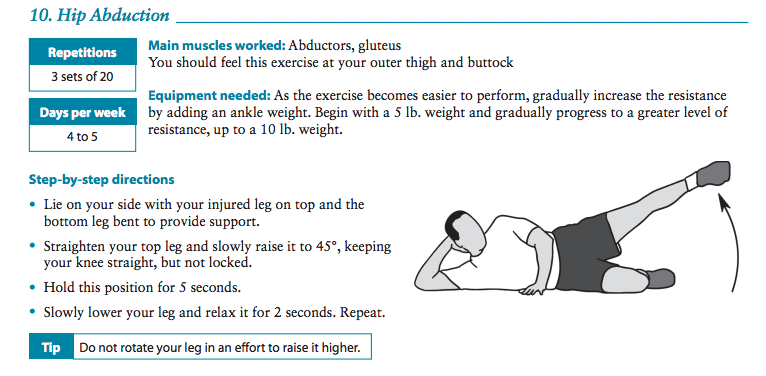 10. Hip Abduction
Repetitions
3 sets of 20
Days per week
4 to 5
Main muscles worked: Abductors, gluteus
You should feel this exercise at your outer thigh and buttock
Equipment needed: As the exercise becomes easier to perform, gradually increase the resistance
by adding an ankle weight. Begin with a 5 lb. weight and gradually progress to a greater level of
resistance, up to a 10 lb. weight.
Step-by-step directions
• Lie on your side with your injured leg on top and the
bottom leg bent to provide support.
• Straighten your top leg and slowly raise it to 45°, keeping
your knee straight, but not locked.
• Hold this position for 5 seconds.
• Slowly lower your leg and relax it for 2 seconds. Repeat.
Tip Do not rotate your leg in an effort to raise it higher.